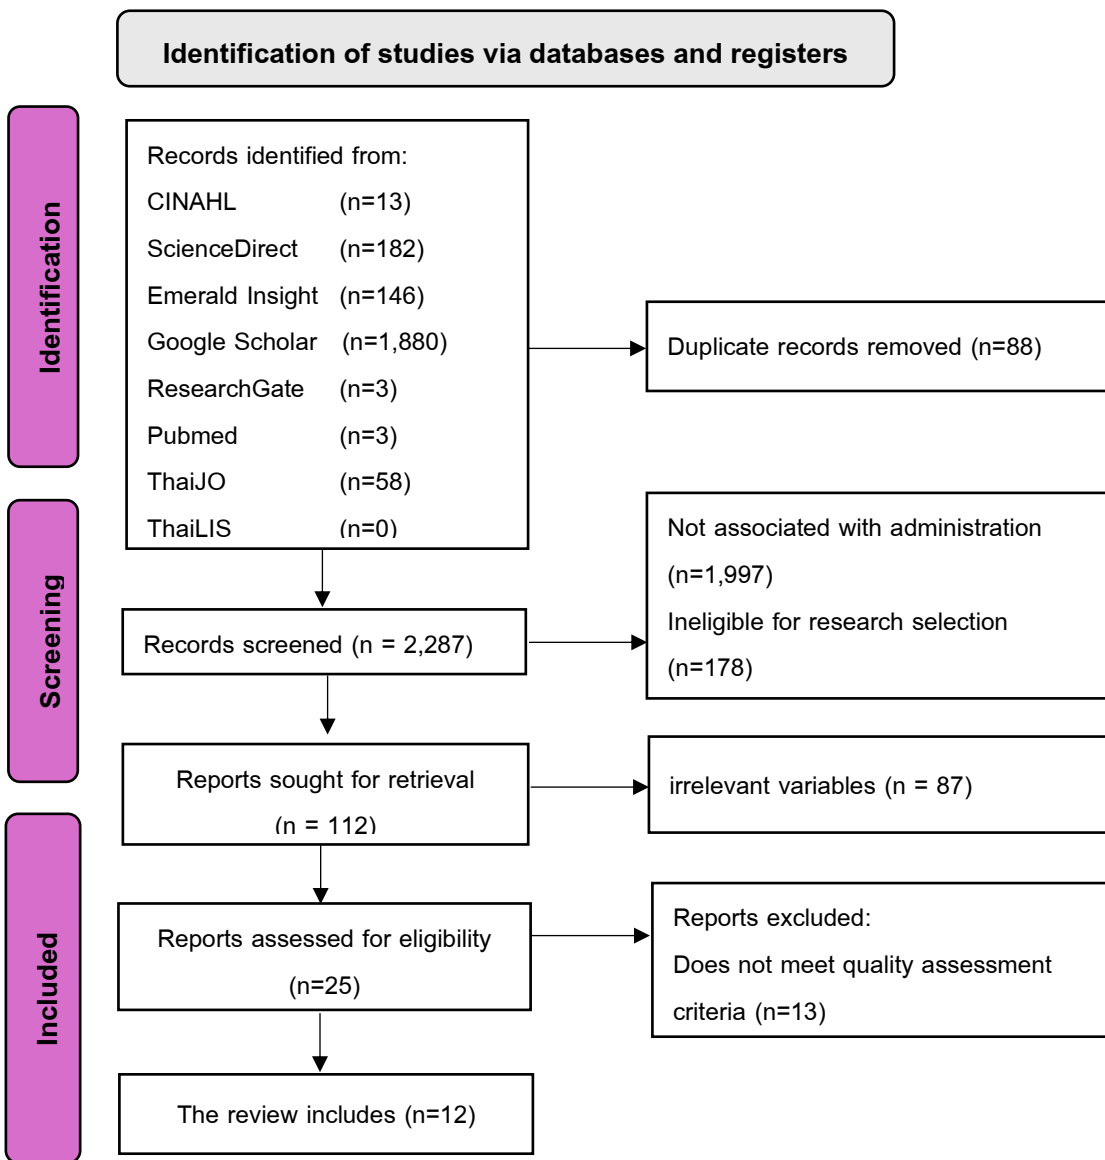 Identification of studies via databases and registers
Identification
Records identified from:
CINAHL (n=13)
ScienceDirect (n=182)
Emerald Insight (n=146)
Google Scholar (n=1,880)
ResearchGate (n=3)
Pubmed (n=3)
ThaiJO (n=58)
ThaiLIS (n=0)
Duplicate records removed (n=88)
Screening
Records screened (n = 2,287)
Not associated with administration
(n=1,997)
Ineligible for research selection
(n=178)
Reports sought for retrieval
(n = 112)
irrelevant variables (n = 87)
Included
Reports assessed for eligibility
(n=25)
Reports excluded:
Does not meet quality assessment
criteria (n=13)
The review includes (n=12)